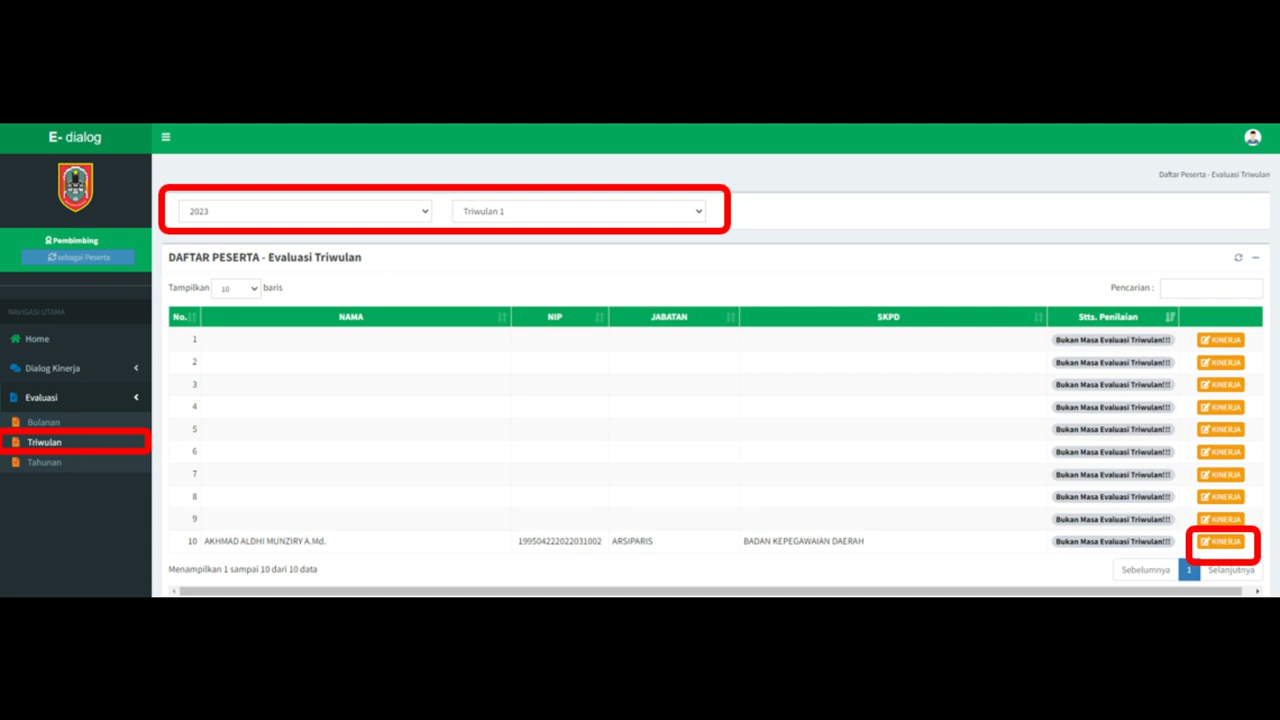 E- dialog
Daftar Peserta - Evaluasi Triwulan
Pembimbing
sebagai Peserta
NAVIGASI UTAMA
Home
Dialog Kinerja
Evaluasi
Bulanan
Triwulan
Tahunan
2023 Triwulan 1
DAFTAR PESERTA - Evaluasi Triwulan
Tampilkan 10 baris Pencarian :
No. NAMA NIP JABATAN SKPD Stts. Penilaian
1 Bukan Masa Evaluasi Triwulan!!! KINERJA
2 Bukan Masa Evaluasi Triwulan!!! KINERJA
3 Bukan Masa Evaluasi Triwulan!!! KINERJA
4 Bukan Masa Evaluasi Triwulan!!! KINERJA
5 Bukan Masa Evaluasi Triwulan!!! KINERJA
6 Bukan Masa Evaluasi Triwulan!!! KINERJA
7 Bukan Masa Evaluasi Triwulan!!! KINERJA
8 Bukan Masa Evaluasi Triwulan!!! KINERJA
9 Bukan Masa Evaluasi Triwulan!!! KINERJA
10 AKHMAD ALDHI MUNZIRY A.Md. 199504222022031002 ARSIPARIS BADAN KEPEGAWAIAN DAERAH Bukan Masa Evaluasi Triwulan!!! KINERJA
Menampilkan 1 sampai 10 dari 10 data Sebelumnya 1 Selanjutnya